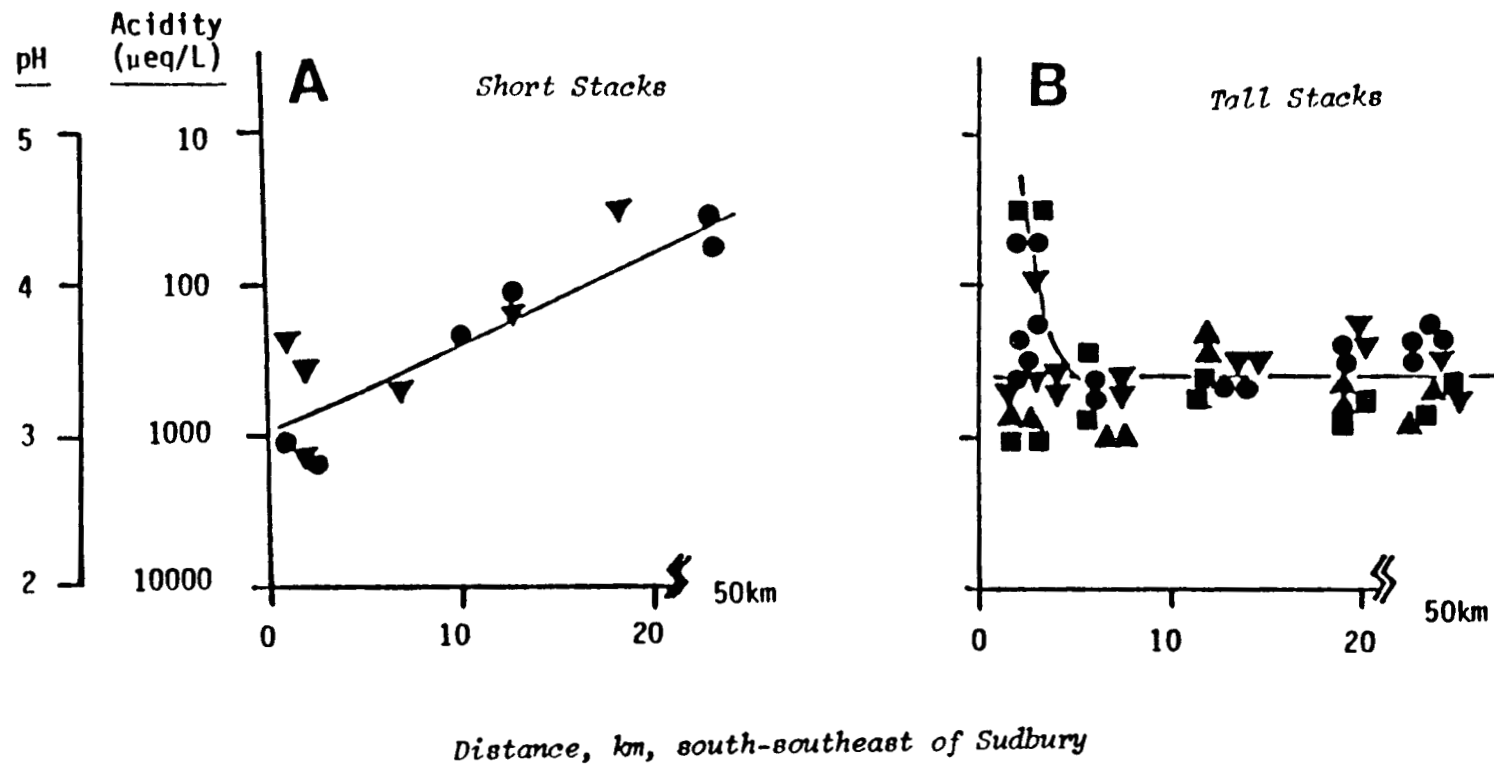 Acidity
pH (μeq/L)
A Short Stacks
B Tall Stacks
5 10
4 100
3 1000
2 10000
50km
50km
0 10 20
0 10 20
Distance, km, south-southeast of Sudbury